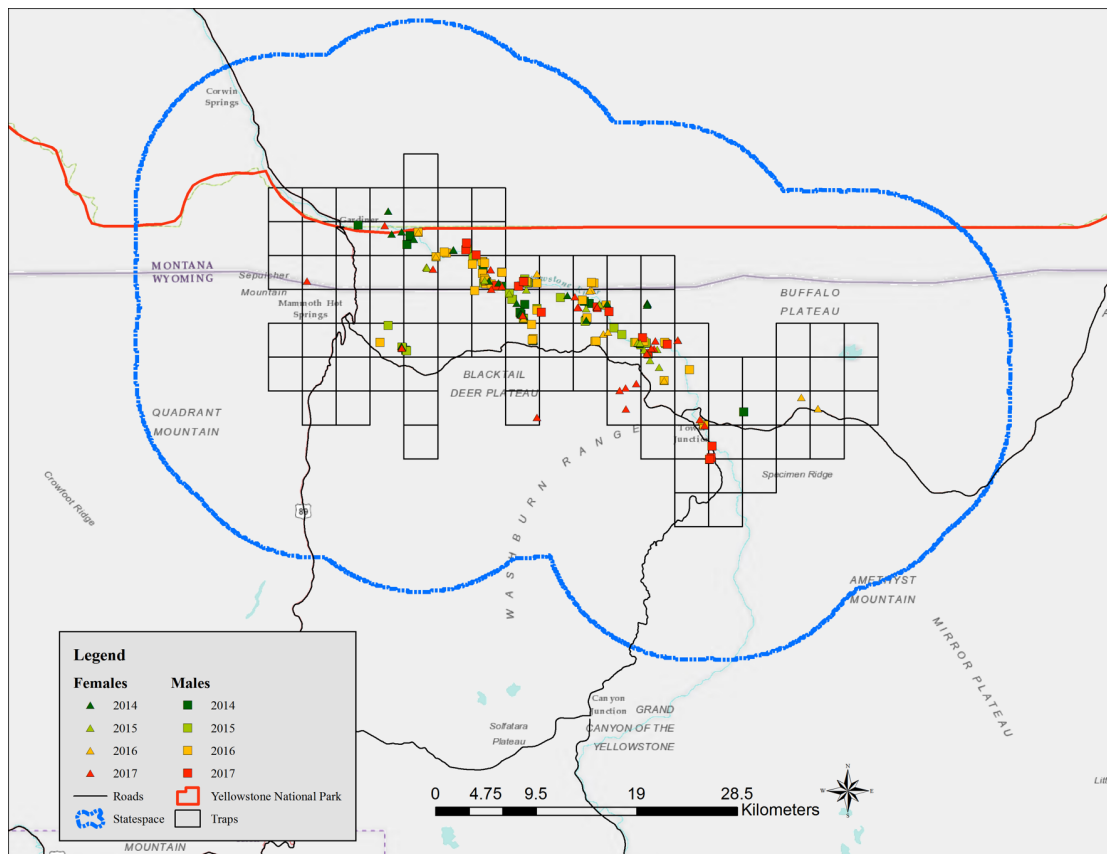 Corwin
Springs
Gardiner
MONTANA
WYOMING
Sepulcher
Mountain
Mammoth Hot
Springs
BUFFALO
PLATEAU
BLACKTAIL
DEER PLATEAU
QUADRANT
MOUNTAIN
WASHBURN RANGE
Junction
Specimen Ridge
Crowfoot Ridge
89
AMETHYST
MOUNTAIN
MIRROR PLATEAU
Canyon
Junction
GRAND
CANYON OF THE
YELLOWSTONE
Solfatara
Plateau
Legend
Females Males
2014 2014
2015 2015
2016 2016
2017 2017
Roads Yellowstone National Park
Statespace Traps
0 4.75 9.5 19 28.5
Kilometers
N
W E
S
MOUNTAIN